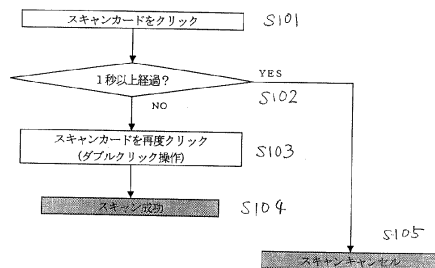 スキャンカードをクリック S101
1秒以上経過?
YES
S102
NO
スキャンカードを再度クリック
(ダブルクリック操作) S103
スキャン成功 S104
S105
スキャンキャンセル